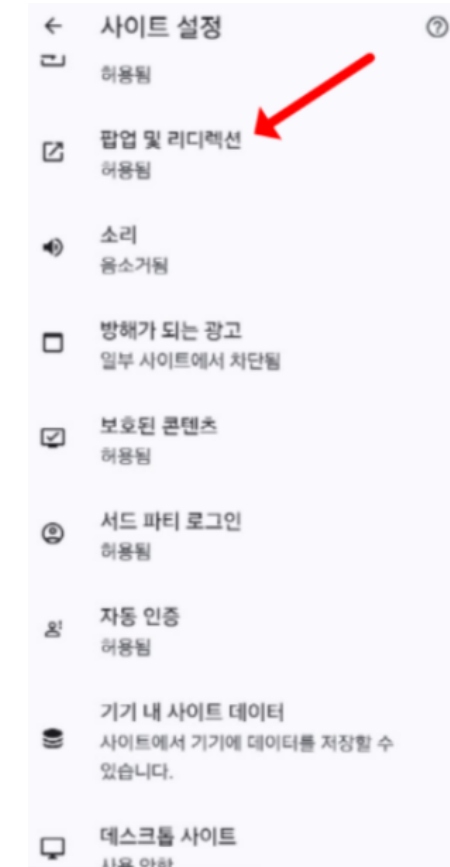 사이트 설정
허용됨
팝업 및 리디렉션
허용됨
소리
음소거됨
방해가 되는 광고
일부 사이트에서 차단됨
보호된 콘텐츠
허용됨
서드 파티 로그인
허용됨
자동 인증
허용됨
기기 내 사이트 데이터
사이트에서 기기에 데이터를 저장할 수
있습니다.
데스크톱 사이트
사용 안함